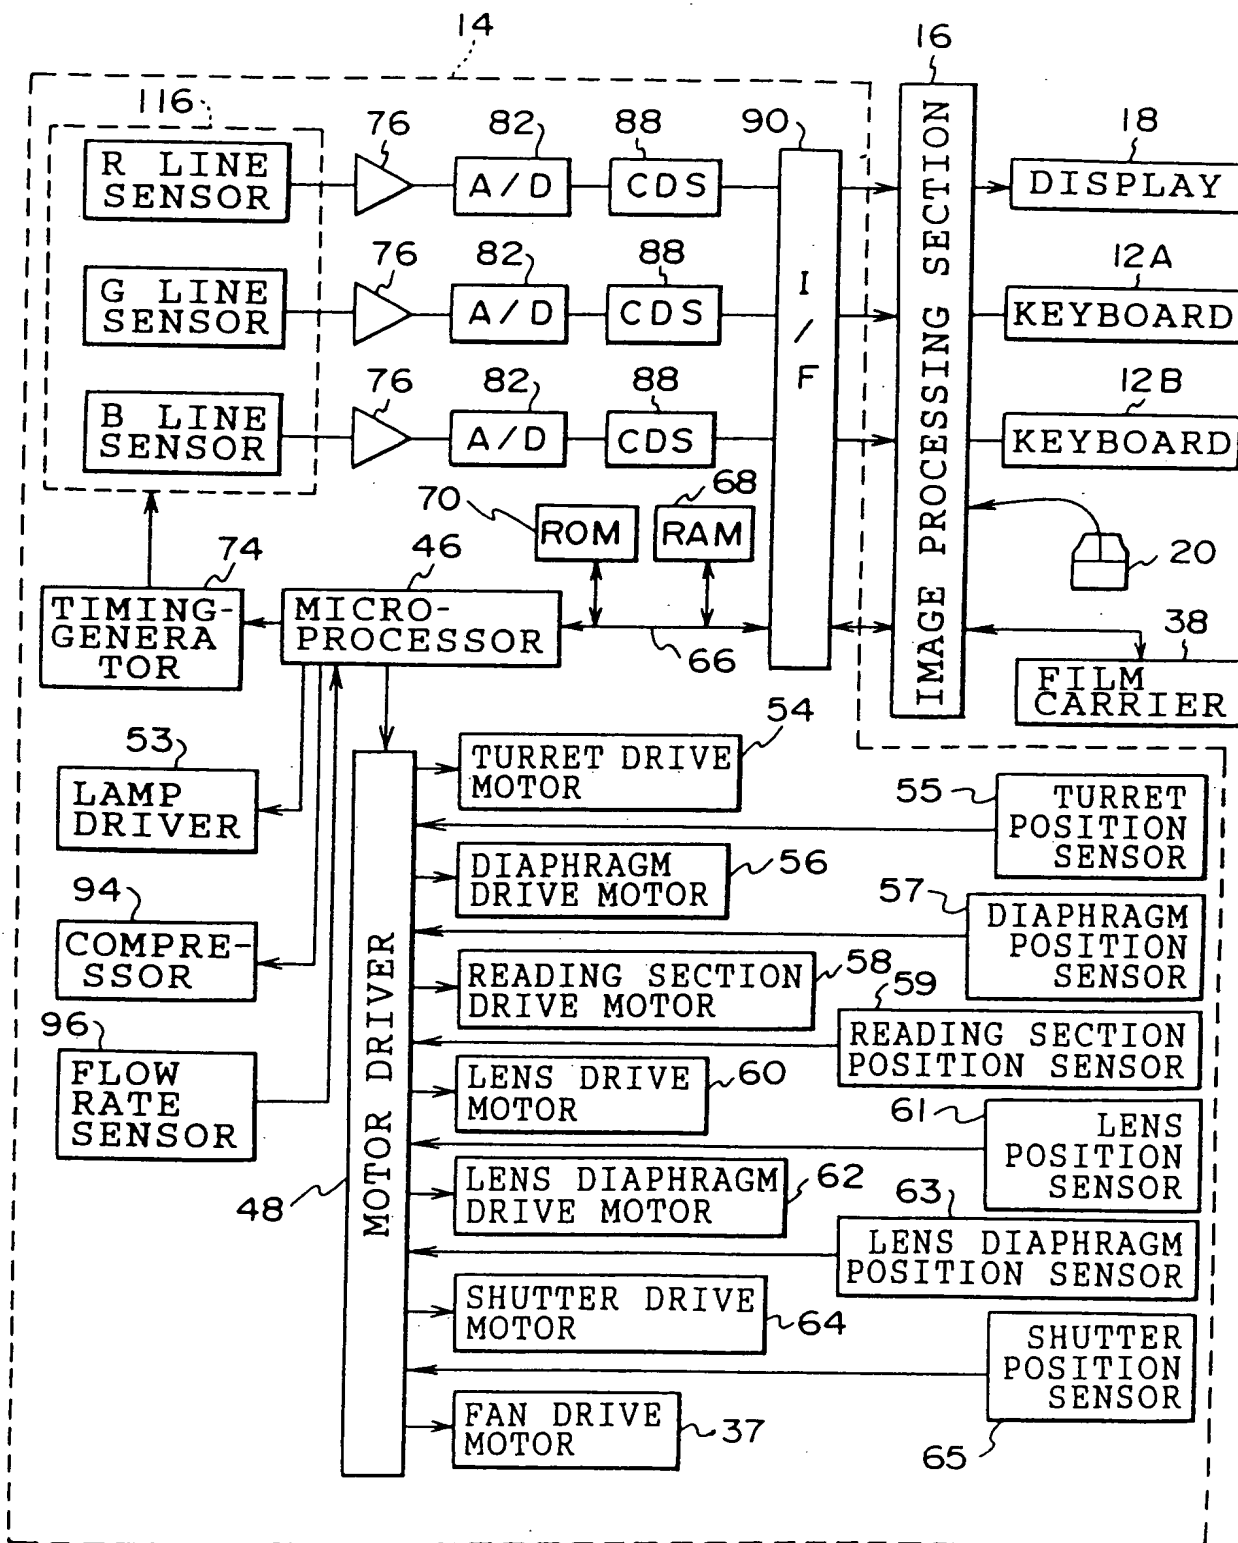 14
16
116
76
82
88
90
18
R LINE
SENSOR
A/D
CDS
DISPLAY
76
82
88
12A
G LINE
SENSOR
A/D
CDS
I
/
F
KEYBOARD
76
82
88
12B
B LINE
SENSOR
A/D
CDS
KEYBOARD
IMAGE PROCESSING SECTION
70
ROM
68
RAM
20
74
46
TIMING-
GENERA
TOR
MICRO-
PROCESSOR
66
38
FILM
CARRIER
53
LAMP
DRIVER
94
COMPRE-
SSOR
96
FLOW
RATE
SENSOR
48
MOTOR DRIVER
54
TURRET DRIVE
MOTOR
55
TURRET
POSITION
SENSOR
DIAPHRAGM
DRIVE MOTOR
56
57
DIAPHRAGM
POSITION
SENSOR
READING SECTION
DRIVE MOTOR
58
59
READING SECTION
POSITION SENSOR
LENS DRIVE
MOTOR
60
61
LENS
POSITION
SENSOR
LENS DIAPHRAGM
DRIVE MOTOR
62
63
LENS DIAPHRAGM
POSITION SENSOR
SHUTTER DRIVE
MOTOR
64
SHUTTER
POSITION
SENSOR
65
FAN DRIVE
MOTOR
37